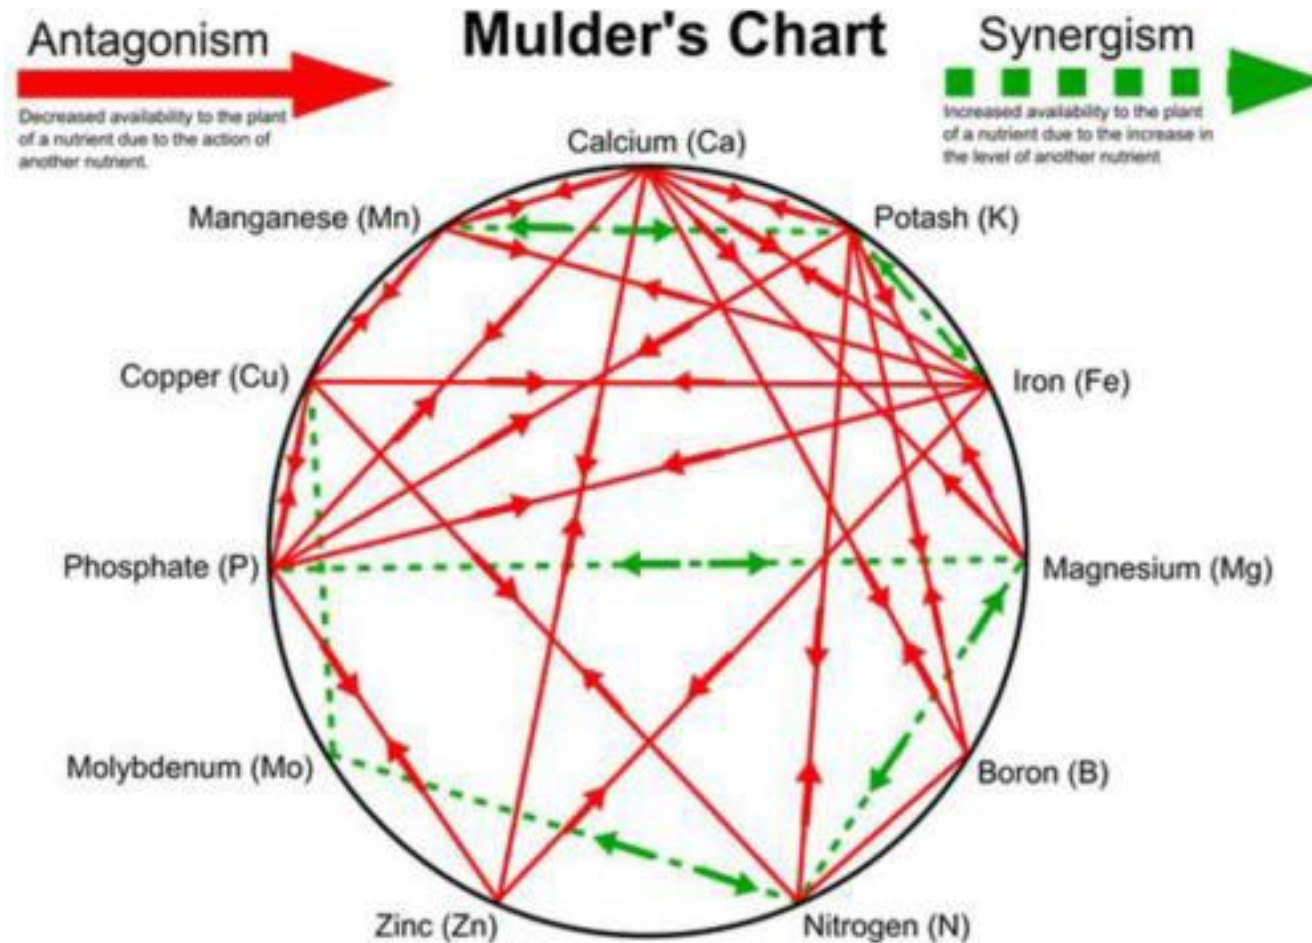 Antagonism
Mulder's Chart
Synergism
Decreased availability to the plant
of a nutrient due to the action of
another nutrient.
Increased availability to the plant
of a nutrient due to the increase in
the level of another nutrient
Calcium (Ca)
Manganese (Mn)
Potash (K)
Copper (Cu)
Iron (Fe)
Phosphate (P)
Magnesium (Mg)
Molybdenum (Mo)
Boron (B)
Zinc (Zn)
Nitrogen (N)